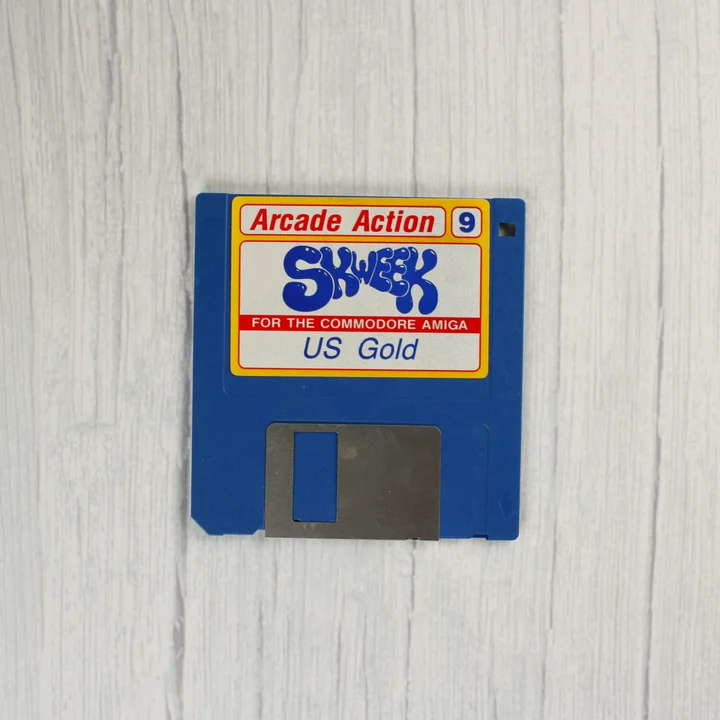 Arcade Action 9
SKWEEK
FOR THE COMMODORE AMIGA
US Gold